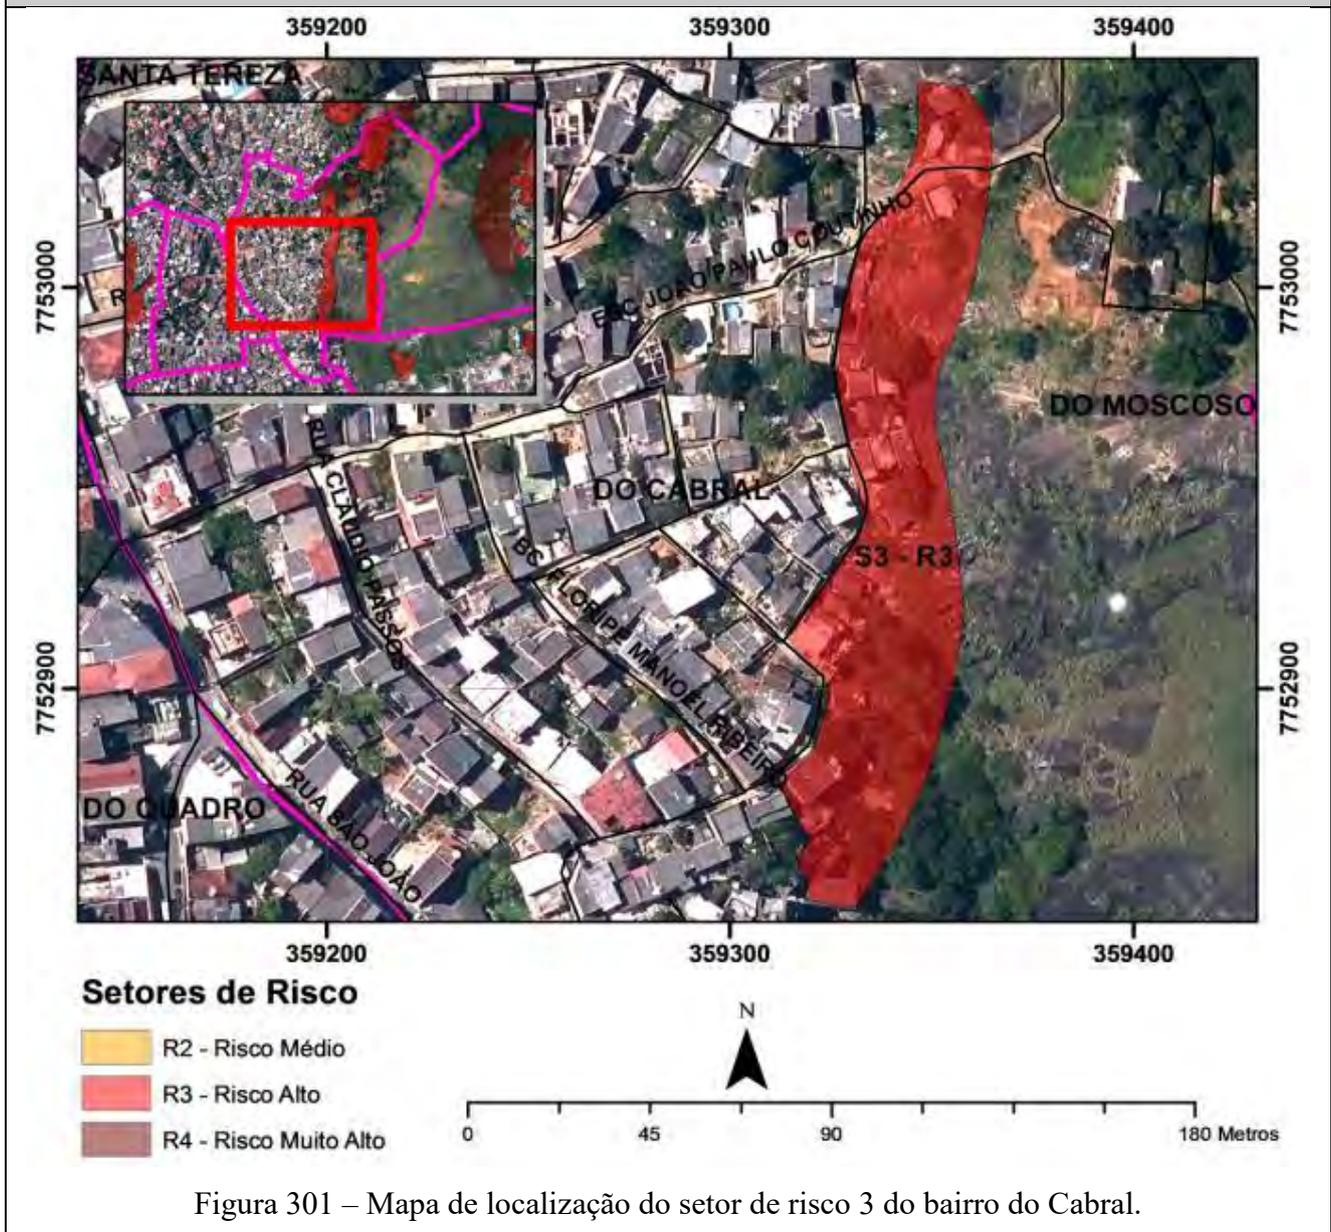 359200 359300 359400
SANTA TEREZA
7753000
R
ESC JOAO PAULO COUTINHO
7753000
DO MOSCOSO
RUA CLAUDIO PASSOS
DO CABRAL
BC FLORIPE MANOEL RIBEIRO
S3 - R3
7752900
7752900
DO QUADRO
RUA SAO JOÃO
359200 359300 359400
Setores de Risco
R2 - Risco Médio
R3 - Risco Alto
R4 - Risco Muito Alto
N
0 45 90 180 Metros
Figura 301 – Mapa de localização do setor de risco 3 do bairro do Cabral.